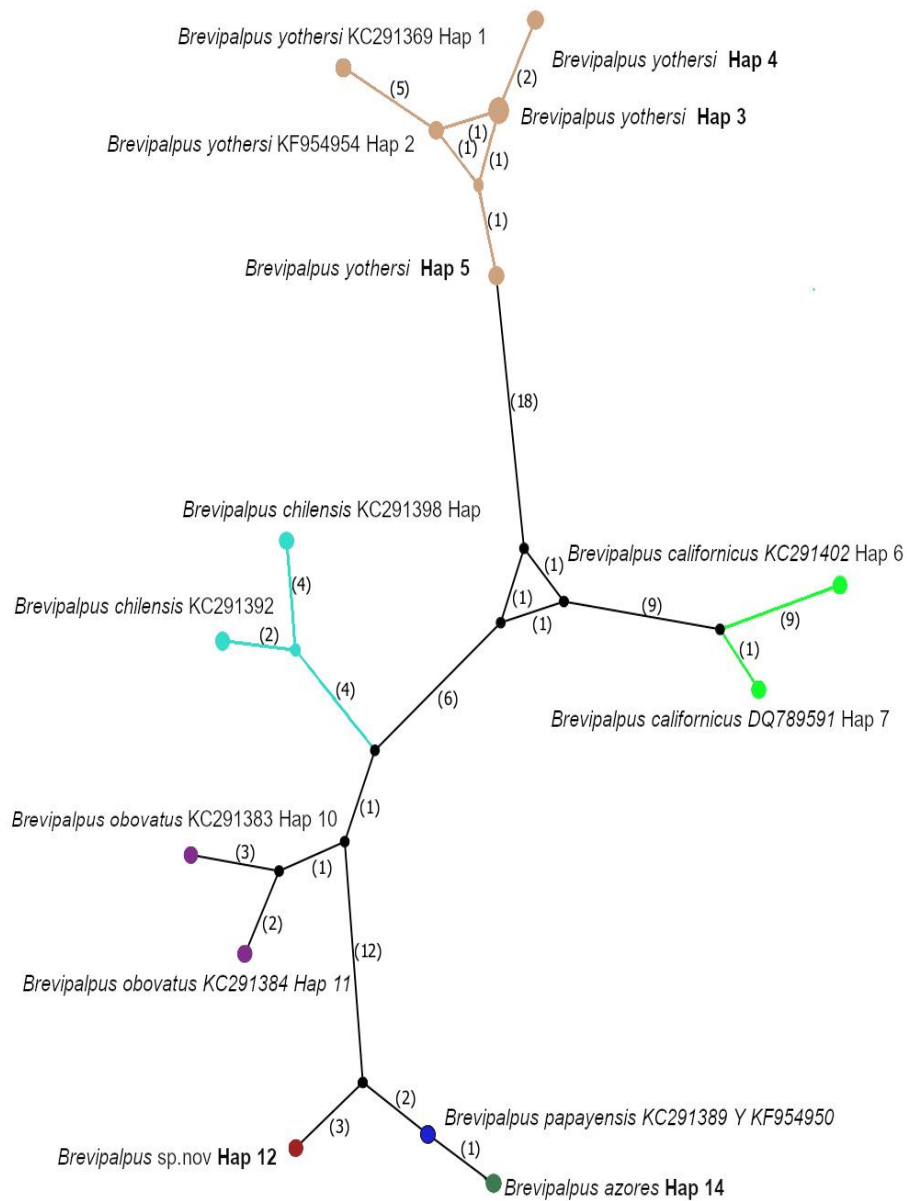 Brevipalpus yothersi KC291369 Hap 1
Brevipalpus yothersi Hap 4
(2)
(5)
Brevipalpus yothersi Hap 3
(1)
Brevipalpus yothersi KF954954 Hap 2
(1)
(1)
(1)
Brevipalpus yothersi Hap 5
(18)
Brevipalpus chilensis KC291398 Hap
Brevipalpus californicus KC291402 Hap 6
(1)
(4)
(1)
Brevipalpus chilensis KC291392
(9)
(2)
(1)
(9)
(1)
(4)
(6)
Brevipalpus californicus DQ789591 Hap 7
(1)
Brevipalpus obovatus KC291383 Hap 10
(3)
(1)
(2)
(12)
Brevipalpus obovatus KC291384 Hap 11
(2)
Brevipalpus papayensis KC291389 Y KF954950
(3)
(1)
Brevipalpus sp.nov Hap 12
Brevipalpus azores Hap 14